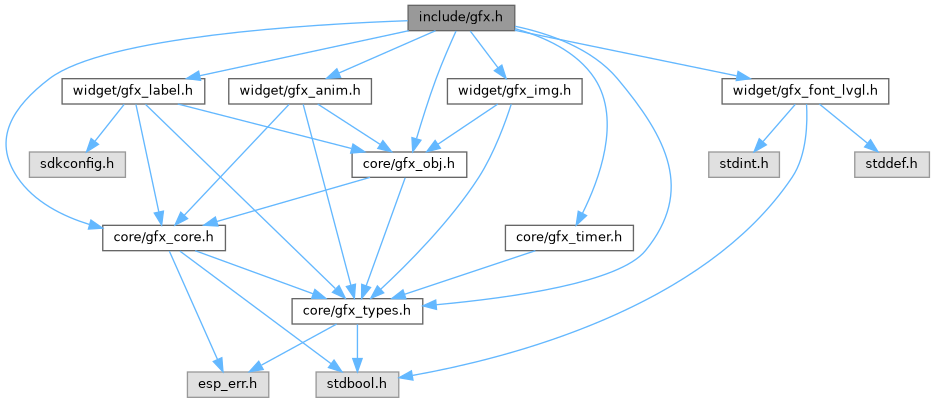 include/gfx.h
widget/gfx_label.h
widget/gfx_anim.h
widget/gfx_img.h
widget/gfx_font_lvgl.h
sdkconfig.h
core/gfx_obj.h
stdint.h
stddef.h
core/gfx_core.h
core/gfx_timer.h
core/gfx_types.h
esp_err.h
stdbool.h